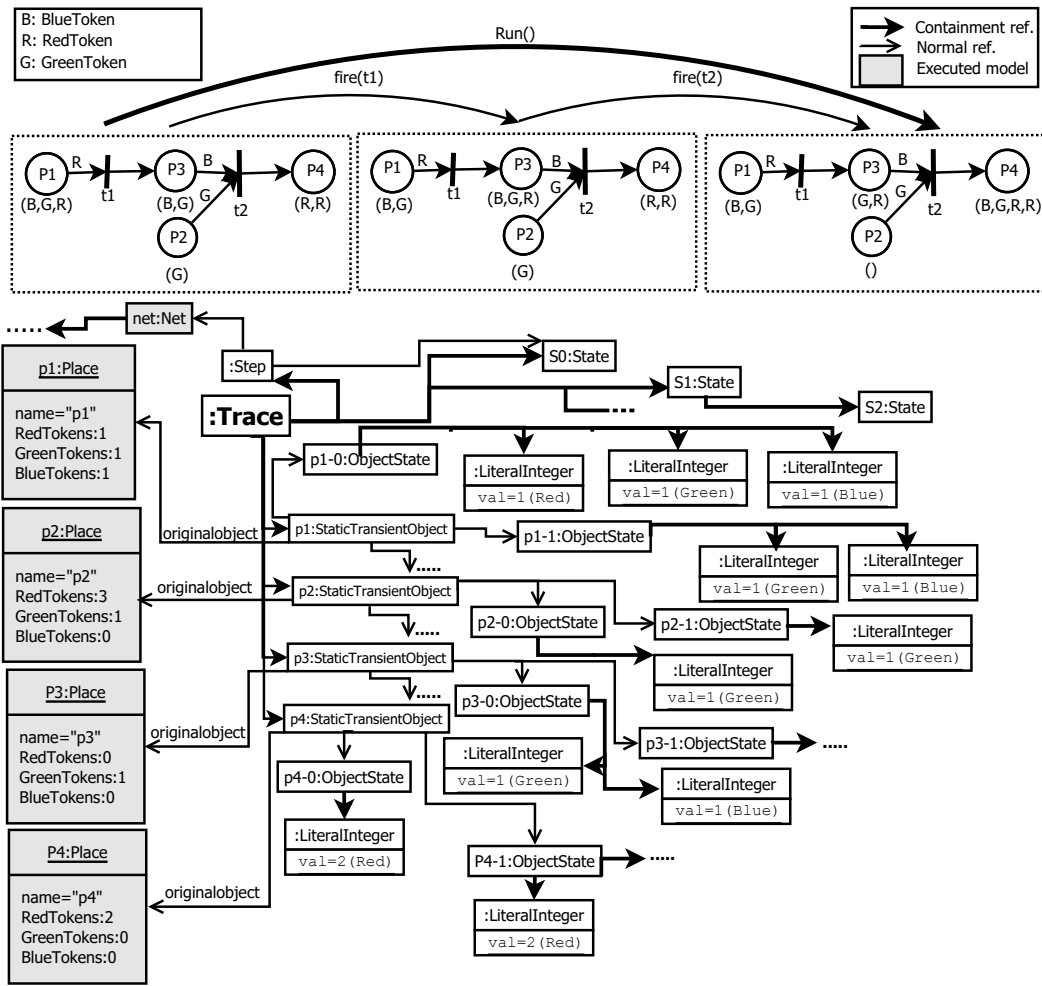 B: BlueToken
R: RedToken
G: GreenToken
Run()
Containment ref.
Normal ref.
Executed model
fire(t1)
fire(t2)
P1
R
t1
P3
B
G
t2
P4
(B,G,R)
(B,G)
(R,R)
P2
(G)
P1
R
t1
P3
B
G
t2
P4
(B,G)
(B,G,R)
(R,R)
P2
(G)
P1
R
t1
P3
B
G
t2
P4
(B,G)
(G,R)
(B,G,R,R)
P2
()
.....
net:Net
:Step
S0:State
S1:State
S2:State
...
:Trace
p1:Place
name="p1"
RedTokens:1
GreenTokens:1
BlueTokens:1
p1-0:ObjectState
:LiteralInteger
val=1(Red)
:LiteralInteger
val=1(Green)
:LiteralInteger
val=1(Blue)
originalobject
p1:StaticTransientObject
p1-1:ObjectState
.....
:LiteralInteger
val=1(Green)
:LiteralInteger
val=1(Blue)
p2:Place
name="p2"
RedTokens:3
GreenTokens:1
BlueTokens:0
originalobject
p2:StaticTransientObject
.....
p2-0:ObjectState
p2-1:ObjectState
:LiteralInteger
val=1(Green)
:LiteralInteger
val=1(Green)
P3:Place
name="p3"
RedTokens:0
GreenTokens:1
BlueTokens:0
originalobject
p3:StaticTransientObject
.....
p3-0:ObjectState
p3-1:ObjectState
.....
:LiteralInteger
val=1(Green)
:LiteralInteger
val=1(Blue)
P4:Place
name="p4"
RedTokens:2
GreenTokens:0
BlueTokens:0
originalobject
p4:StaticTransientObject
p4-0:ObjectState
:LiteralInteger
val=2(Red)
P4-1:ObjectState
.....
:LiteralInteger
val=2(Red)